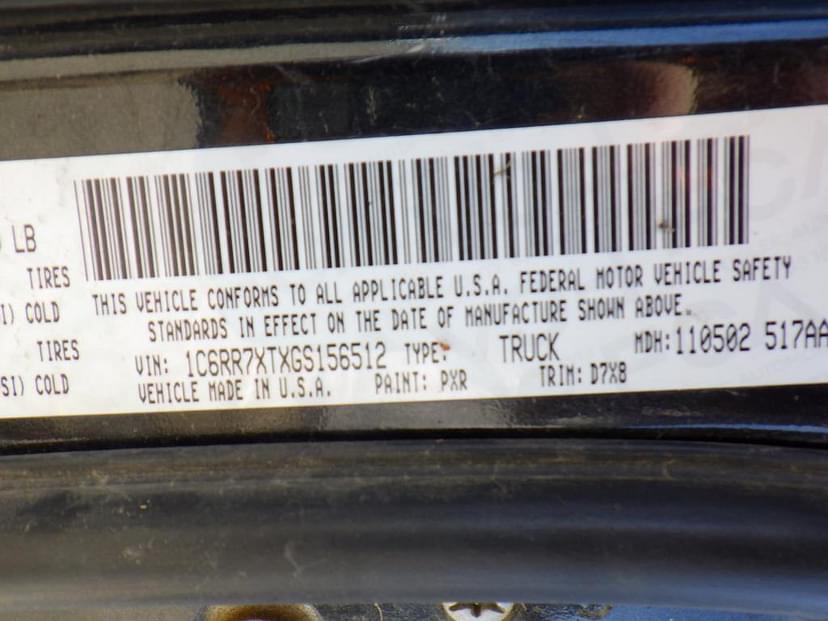 LB
TIRES
I) COLD
TIRES
SI) COLD
THIS VEHICLE CONFORMS TO ALL APPLICABLE U.S.A. FEDERAL MOTOR VEHICLE SAFETY
STANDARDS IN EFFECT ON THE DATE OF MANUFACTURE SHOWN ABOVE.
VIN: 1C6RR7XTXGS156512 TYPE: TRUCK MDH: 110502 517AA
VEHICLE MADE IN U.S.A. PAINT: PXR TRIM: D7X8